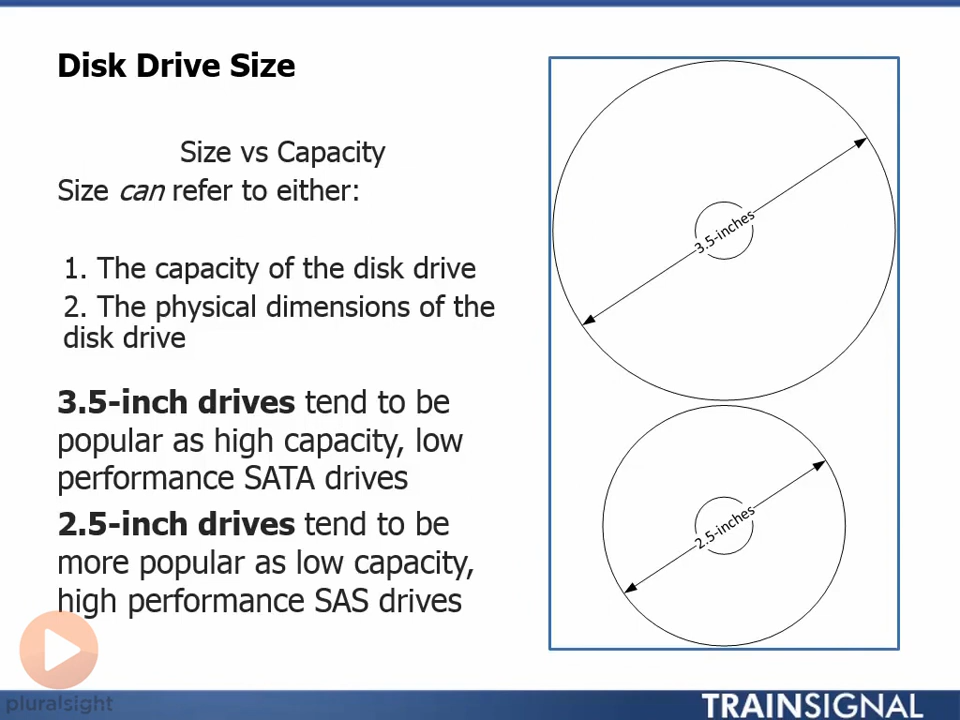 Disk Drive Size
Size vs Capacity
Size can refer to either:
1. The capacity of the disk drive
2. The physical dimensions of the
disk drive
3.5-inch drives tend to be
popular as high capacity, low
performance SATA drives
2.5-inch drives tend to be
more popular as low capacity,
high performance SAS drives
3.5-inches
2.5-inches
pluralsight
TRAINSIGNAL